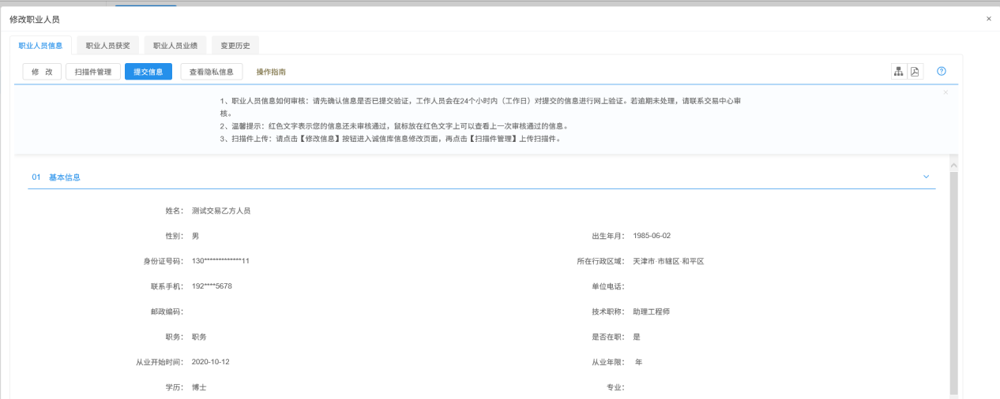 修改职业人员
×
职业人员信息 职业人员获奖 职业人员业绩 变更历史
修 改 扫描件管理 提交信息 查看隐私信息 操作指南
1、职业人员信息如何审核：请先确认信息是否已提交验证，工作人员会在24个小时内（工作日）对提交的信息进行网上验证。若逾期未处理，请联系交易中心审
核。
2、温馨提示：红色文字表示您的信息还未审核通过，鼠标放在红色文字上可以查看上一次审核通过的信息。
3、扫描件上传：请点击【修改信息】按钮进入诚信库信息修改页面，再点击【扫描件管理】上传扫描件。
01 基本信息
姓名： 测试交易乙方人员
性别： 男 出生年月： 1985-06-02
身份证号码： 130*************11 所在行政区域： 天津市·市辖区·和平区
联系手机： 192****5678 单位电话：
邮政编码： 技术职称： 助理工程师
职务： 职务 是否在职： 是
从业开始时间： 2020-10-12 从业年限： 年
学历： 博士 专业：